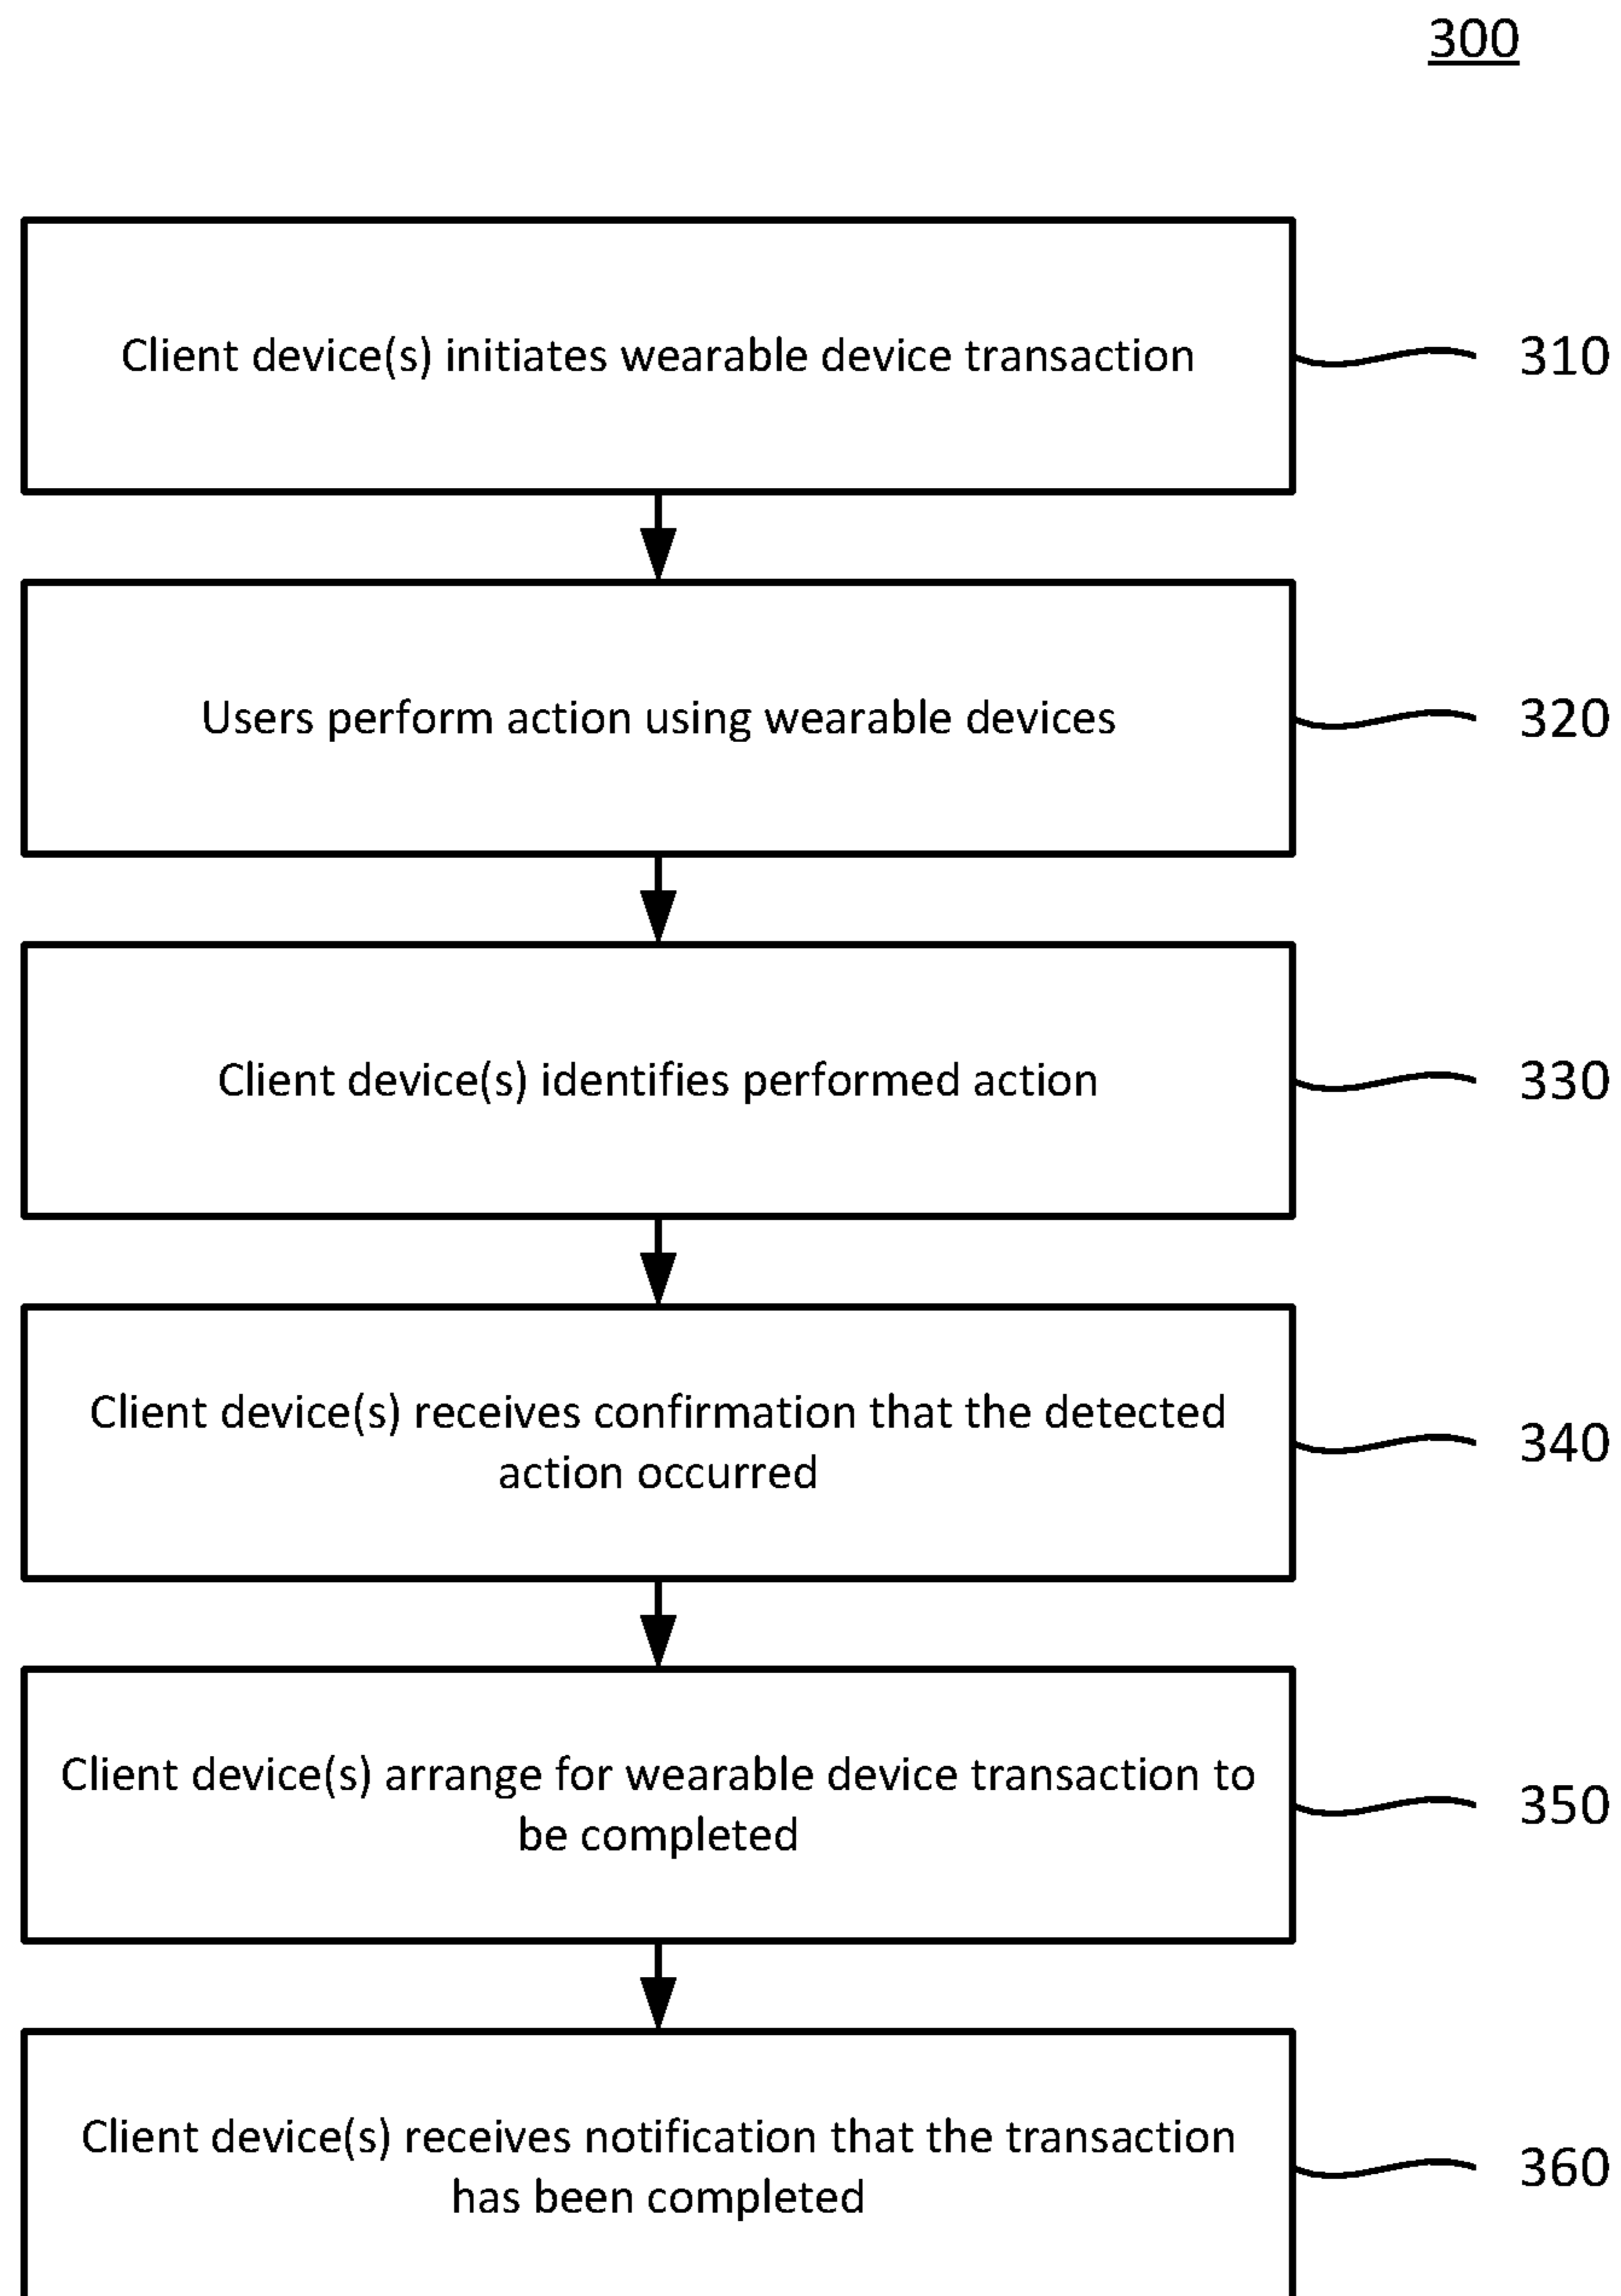 300
Client device(s) initiates wearable device transaction
310
Users perform action using wearable devices
320
Client device(s) identifies performed action
330
Client device(s) receives confirmation that the detected
action occurred
340
Client device(s) arrange for wearable device transaction to
be completed
350
Client device(s) receives notification that the transaction
has been completed
360